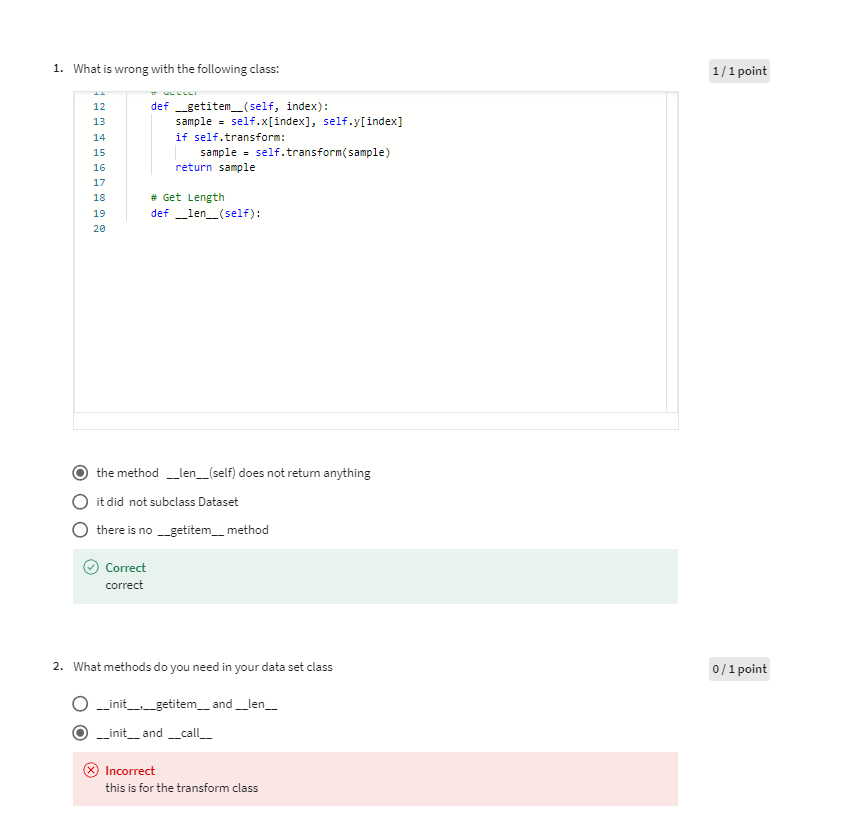 1. What is wrong with the following class:
1 / 1 point
11 # Getter
12 def __getitem__(self, index):
13 sample = self.x[index], self.y[index]
14 if self.transform:
15 sample = self.transform(sample)
16 return sample
17
18 # Get Length
19 def __len__(self):
20
the method __len__(self) does not return anything
it did not subclass Dataset
there is no __getitem__ method
Correct
correct
2. What methods do you need in your data set class
0 / 1 point
__init__,__getitem__ and __len__
__init__ and __call__
Incorrect
this is for the transform class